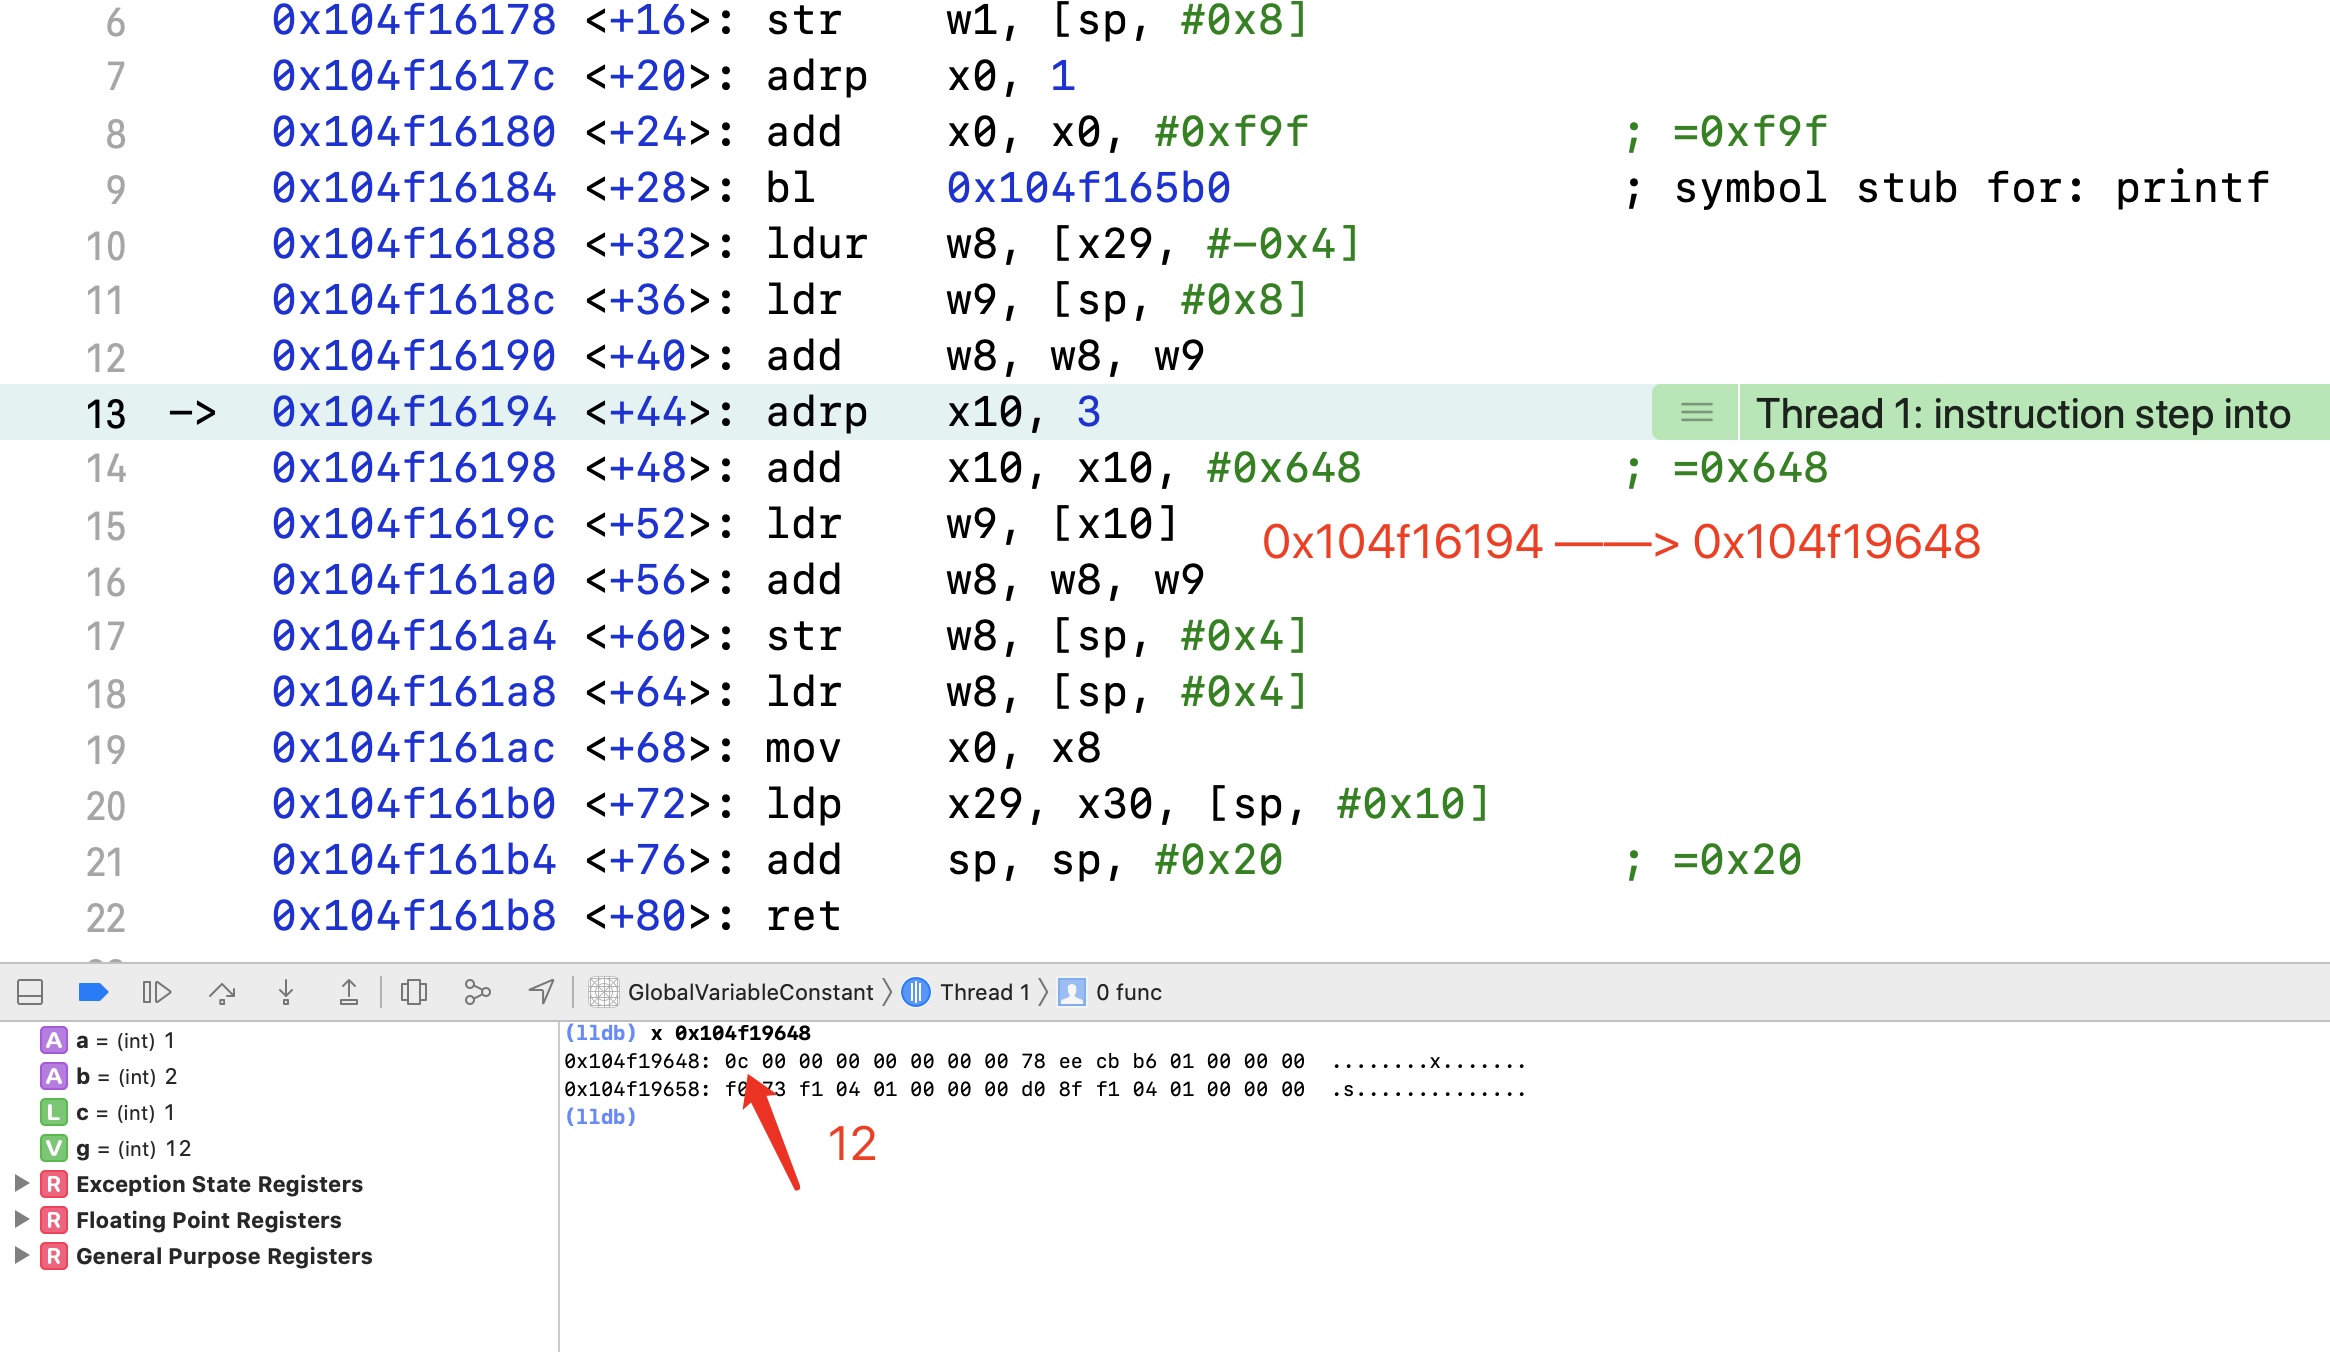 6 0x104f16178 <+16>: str w1, [sp, #0x8]
7 0x104f1617c <+20>: adrp x0, 1
8 0x104f16180 <+24>: add x0, x0, #0xf9f ; =0xf9f
9 0x104f16184 <+28>: bl 0x104f165b0 ; symbol stub for: printf
10 0x104f16188 <+32>: ldur w8, [x29, #-0x4]
11 0x104f1618c <+36>: ldr w9, [sp, #0x8]
12 0x104f16190 <+40>: add w8, w8, w9
13 -> 0x104f16194 <+44>: adrp x10, 3 Thread 1: instruction step into
14 0x104f16198 <+48>: add x10, x10, #0x648 ; =0x648
15 0x104f1619c <+52>: ldr w9, [x10]
0x104f16194 ——> 0x104f19648
16 0x104f161a0 <+56>: add w8, w8, w9
17 0x104f161a4 <+60>: str w8, [sp, #0x4]
18 0x104f161a8 <+64>: ldr w8, [sp, #0x4]
19 0x104f161ac <+68>: mov x0, x8
20 0x104f161b0 <+72>: ldp x29, x30, [sp, #0x10]
21 0x104f161b4 <+76>: add sp, sp, #0x20 ; =0x20
22 0x104f161b8 <+80>: ret
GlobalVariableConstant 〉 Thread 1 〉 0 func
A a = (int) 1
A b = (int) 2
L c = (int) 1
V g = (int) 12
R Exception State Registers
R Floating Point Registers
R General Purpose Registers
(lldb) x 0x104f19648
0x104f19648: 0c 00 00 00 00 00 00 00 78 ee cb b6 01 00 00 00 ........x.......
0x104f19658: f0 73 f1 04 01 00 00 00 d0 8f f1 04 01 00 00 00 .s..............
(lldb)
12